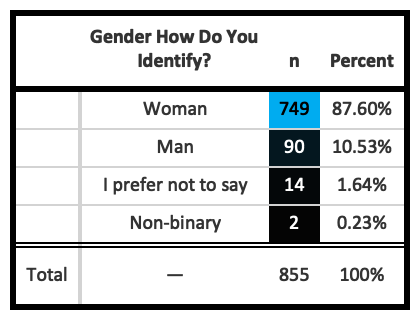 Gender How Do You
Identify? n Percent
Woman 749 87.60%
Man 90 10.53%
I prefer not to say 14 1.64%
Non-binary 2 0.23%
Total — 855 100%